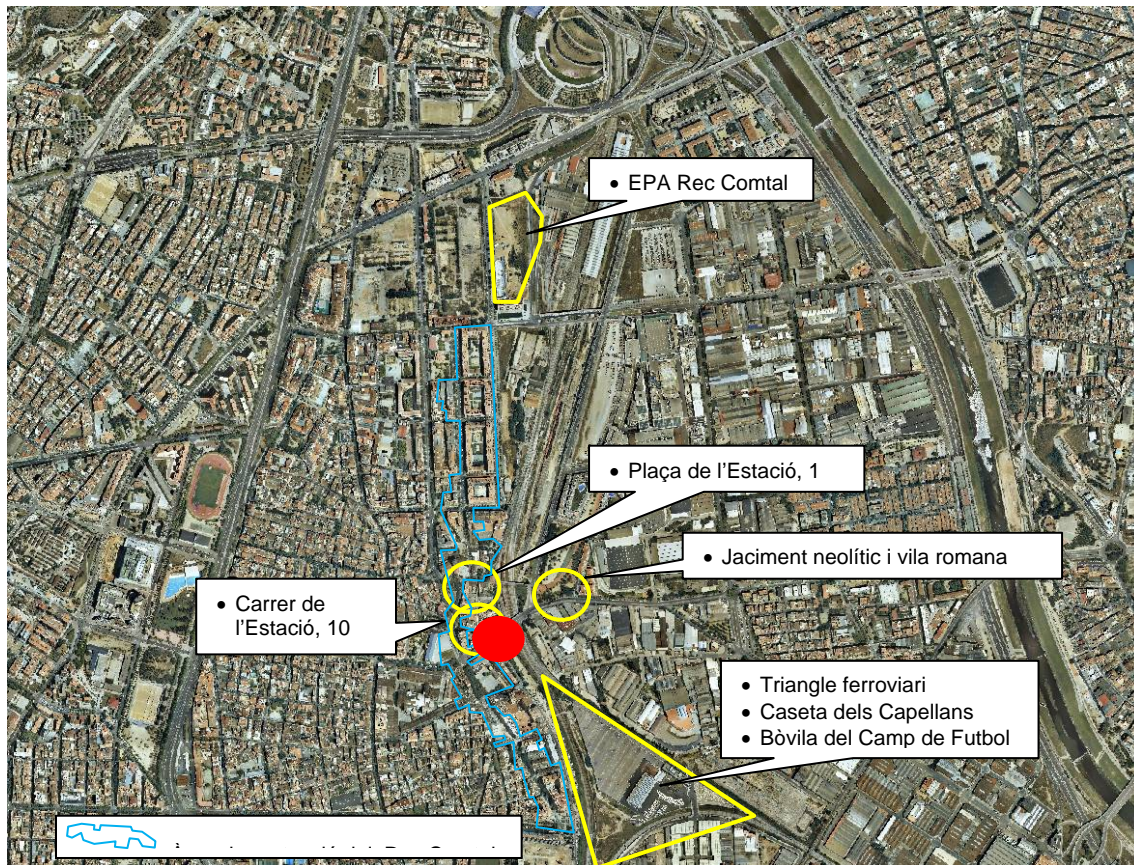 • EPA Rec Comtal
• Plaça de l'Estació, 1
• Jaciment neolític i vila romana
• Carrer de
l'Estació, 10
• Triangle ferroviari
• Caseta dels Capellans
• Bòvila del Camp de Futbol